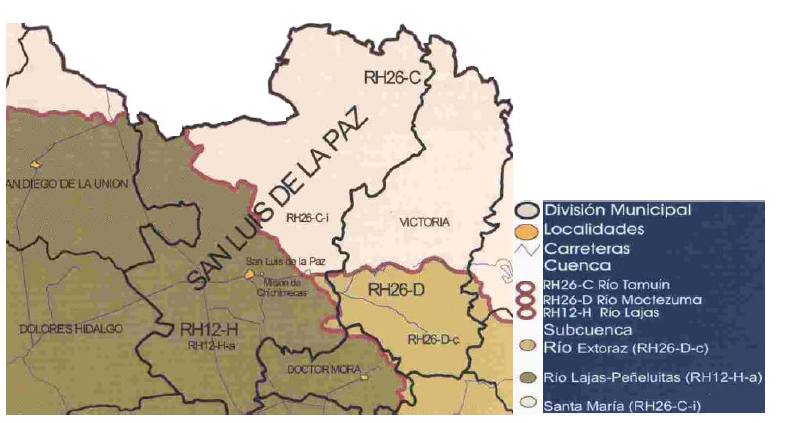 RH26-C
SAN LUIS DE LA PAZ
AN DIEGO DE LA UNION
RH26-C-i
VICTORIA
San Luis de la Paz
Mision de
Chichimecas
RH26-D
DOLORES HIDALGO
RH12-H
RH12-H-a
RH26-D-c
DOCTOR MORA
División Municipal
Localidades
Carreteras
Cuenca
RH26-C Río Tamuín
RH26-D Río Moctezuma
RH12-H Río Lajas
Subcuenca
Río Extoraz (RH26-D-c)
Río Lajas-Peñeluitas (RH12-H-a)
Santa María (RH26-C-i)